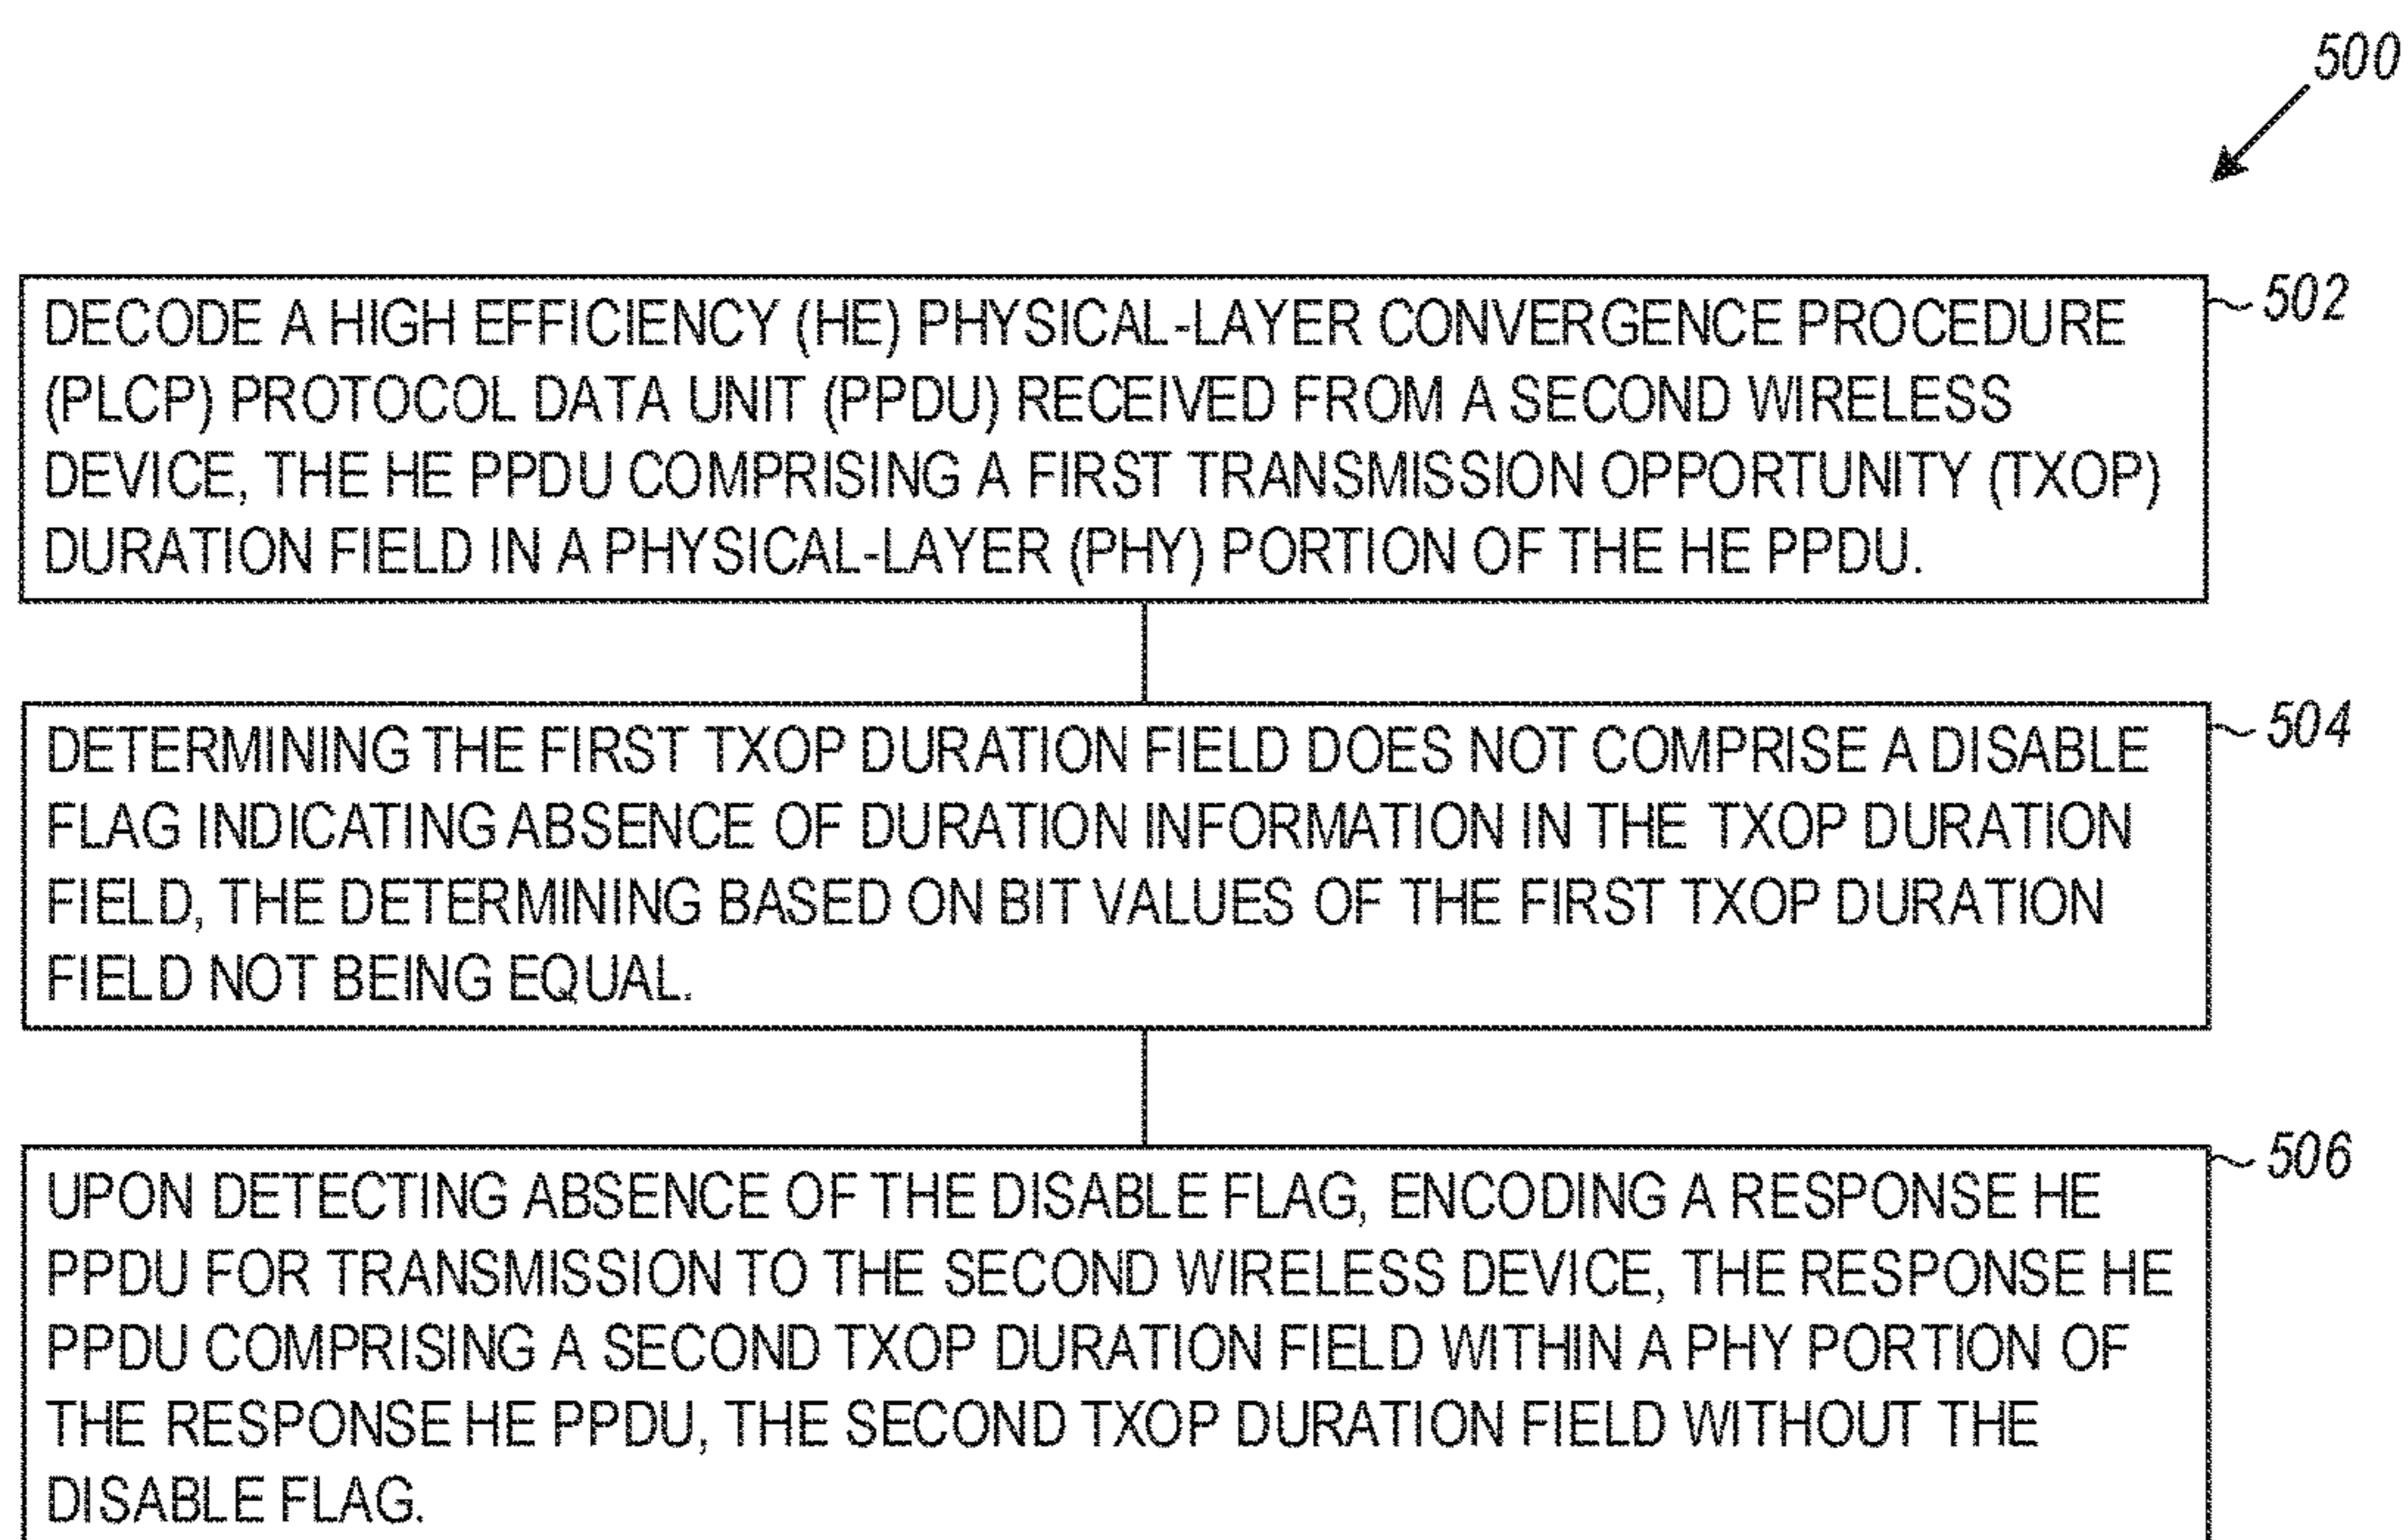 500
502
DECODE A HIGH EFFICIENCY (HE) PHYSICAL-LAYER CONVERGENCE PROCEDURE
(PLCP) PROTOCOL DATA UNIT (PPDU) RECEIVED FROM A SECOND WIRELESS
DEVICE, THE HE PPDU COMPRISING A FIRST TRANSMISSION OPPORTUNITY (TXOP)
DURATION FIELD IN A PHYSICAL-LAYER (PHY) PORTION OF THE HE PPDU.
504
DETERMINING THE FIRST TXOP DURATION FIELD DOES NOT COMPRISE A DISABLE
FLAG INDICATING ABSENCE OF DURATION INFORMATION IN THE TXOP DURATION
FIELD, THE DETERMINING BASED ON BIT VALUES OF THE FIRST TXOP DURATION
FIELD NOT BEING EQUAL.
506
UPON DETECTING ABSENCE OF THE DISABLE FLAG, ENCODING A RESPONSE HE
PPDU FOR TRANSMISSION TO THE SECOND WIRELESS DEVICE, THE RESPONSE HE
PPDU COMPRISING A SECOND TXOP DURATION FIELD WITHIN A PHY PORTION OF
THE RESPONSE HE PPDU, THE SECOND TXOP DURATION FIELD WITHOUT THE
DISABLE FLAG.